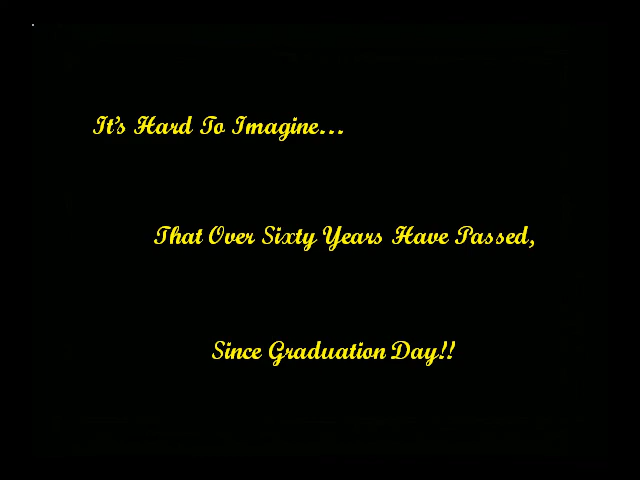 It's Hard To Imagine...
That Over Sixty Years Have Passed,
Since Graduation Day!!